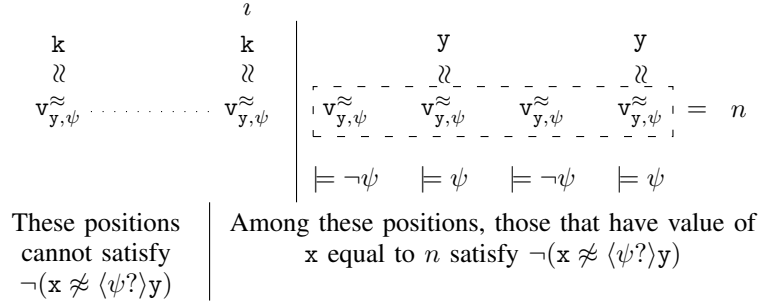 ı
k k y y
≈ ≈ ≈ ≈
v≈y,ψ ........... v≈y,ψ v≈y,ψ v≈y,ψ v≈y,ψ v≈y,ψ = n
⊨ ¬ψ ⊨ ψ ⊨ ¬ψ ⊨ ψ
These positions
cannot satisfy
¬(x ≉ ⟨ψ?⟩y)
Among these positions, those that have value of
x equal to n satisfy ¬(x ≉ ⟨ψ?⟩y)